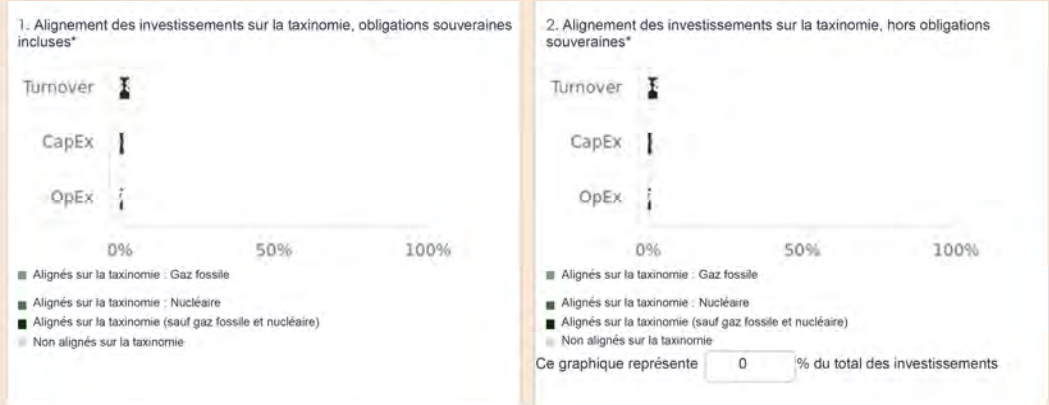 1. Alignement des investissements sur la taxinomie, obligations souveraines
incluses*
Turnover
CapEx
OpEx
0% 50% 100%
Alignés sur la taxinomie : Gaz fossile
Alignés sur la taxinomie : Nucléaire
Alignés sur la taxinomie (sauf gaz fossile et nucléaire)
Non alignés sur la taxinomie
2. Alignement des investissements sur la taxinomie, hors obligations
souveraines*
Turnover
CapEx
OpEx
0% 50% 100%
Alignés sur la taxinomie : Gaz fossile
Alignés sur la taxinomie : Nucléaire
Alignés sur la taxinomie (sauf gaz fossile et nucléaire)
Non alignés sur la taxinomie
Ce graphique représente 0 % du total des investissements